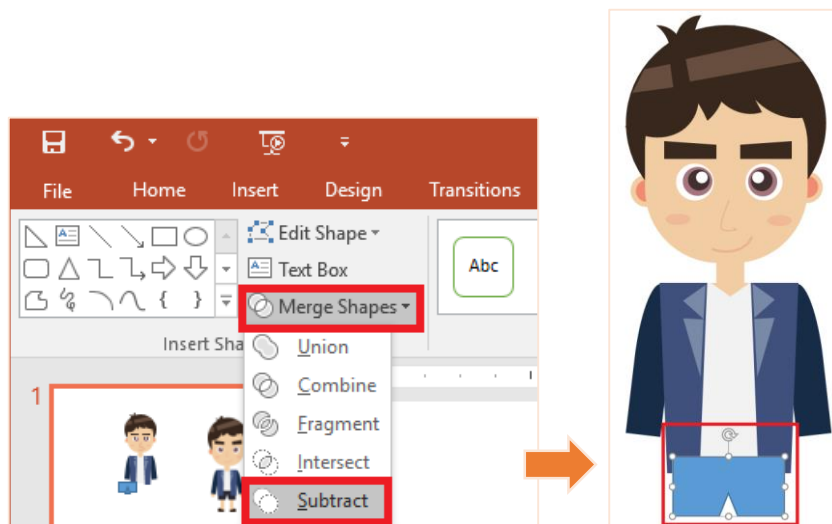 File Home Insert Design Transitions
Edit Shape
Text Box
Merge Shapes
Abc
Insert Sha
Union
Combine
Fragment
Intersect
Subtract
1